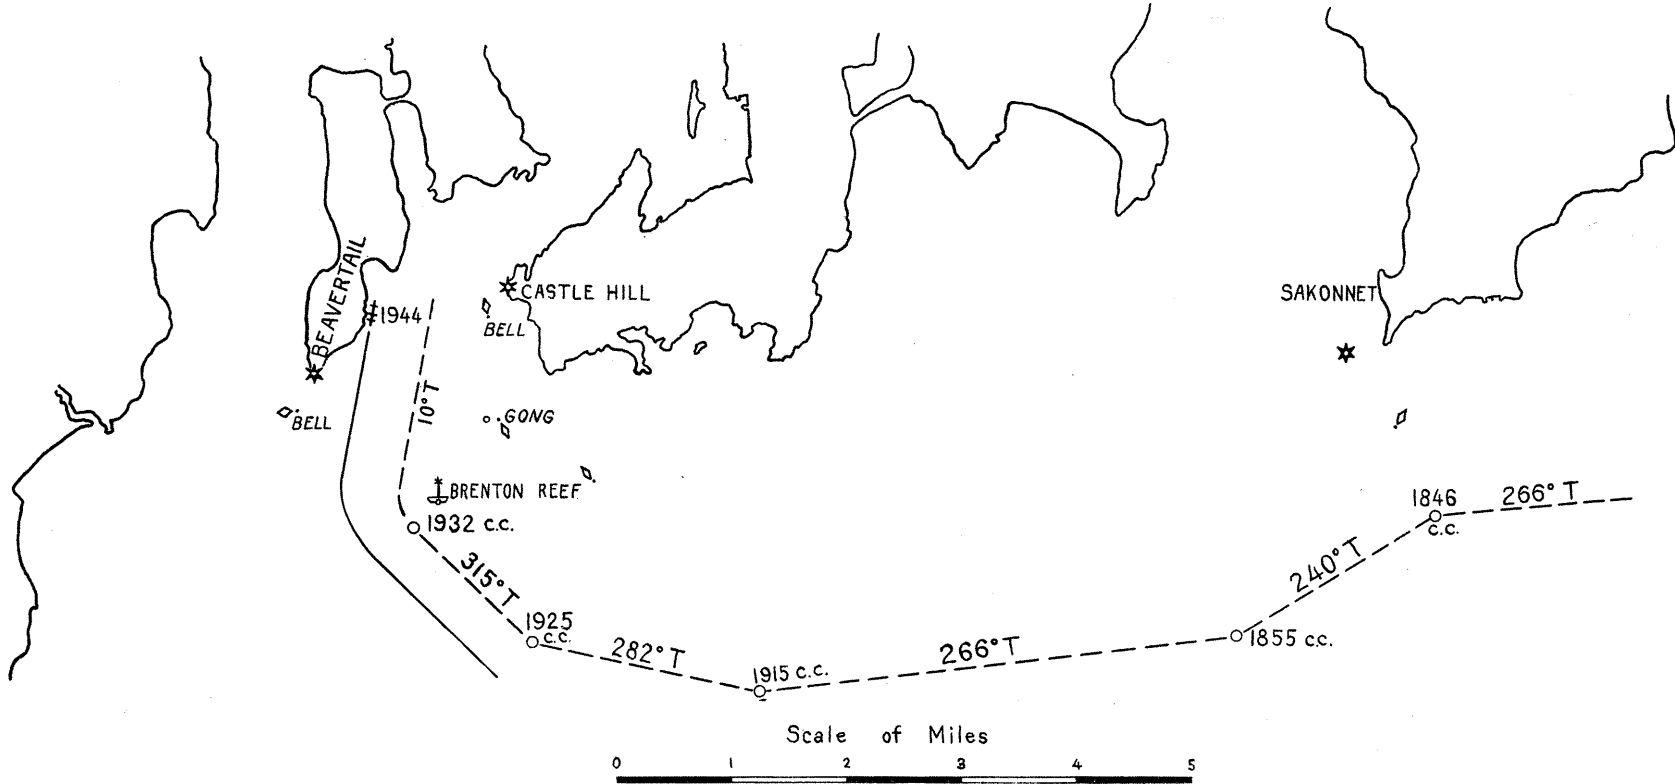 BEAVERTAIL
1944
CASTLE HILL
BELL
SAKONNET
10° T
BELL
GONG
BRENTON REEF
1932 c.c.
315° T
1925
c.c.
282° T
1915 c.c.
266° T
1855 c.c.
240° T
1846
c.c.
266° T
Scale of Miles
0 1 2 3 4 5